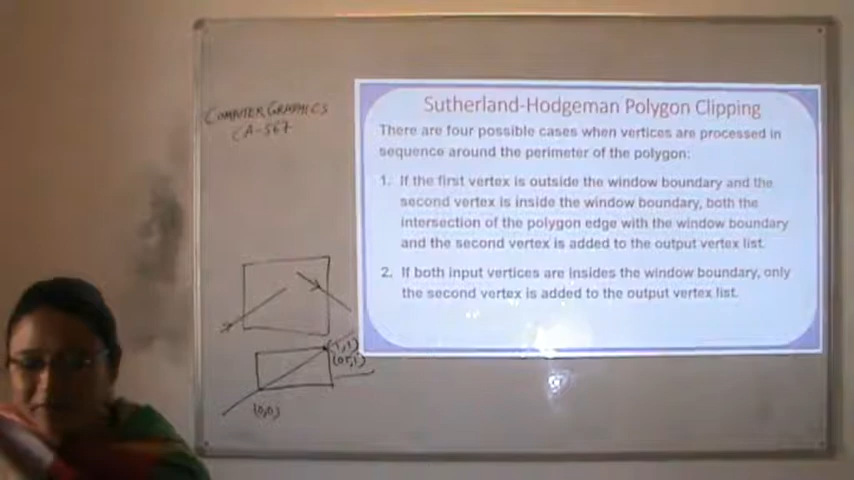 COMPUTER GRAPHICS
CA-567
Sutherland-Hodgeman Polygon Clipping
There are four possible cases when vertices are processed in
sequence around the perimeter of the polygon:
1. If the first vertex is outside the window boundary and the
second vertex is inside the window boundary, both the
intersection of the polygon edge with the window boundary
and the second vertex is added to the output vertex list.
2. If both input vertices are insides the window boundary, only
the second vertex is added to the output vertex list.
(0,0)